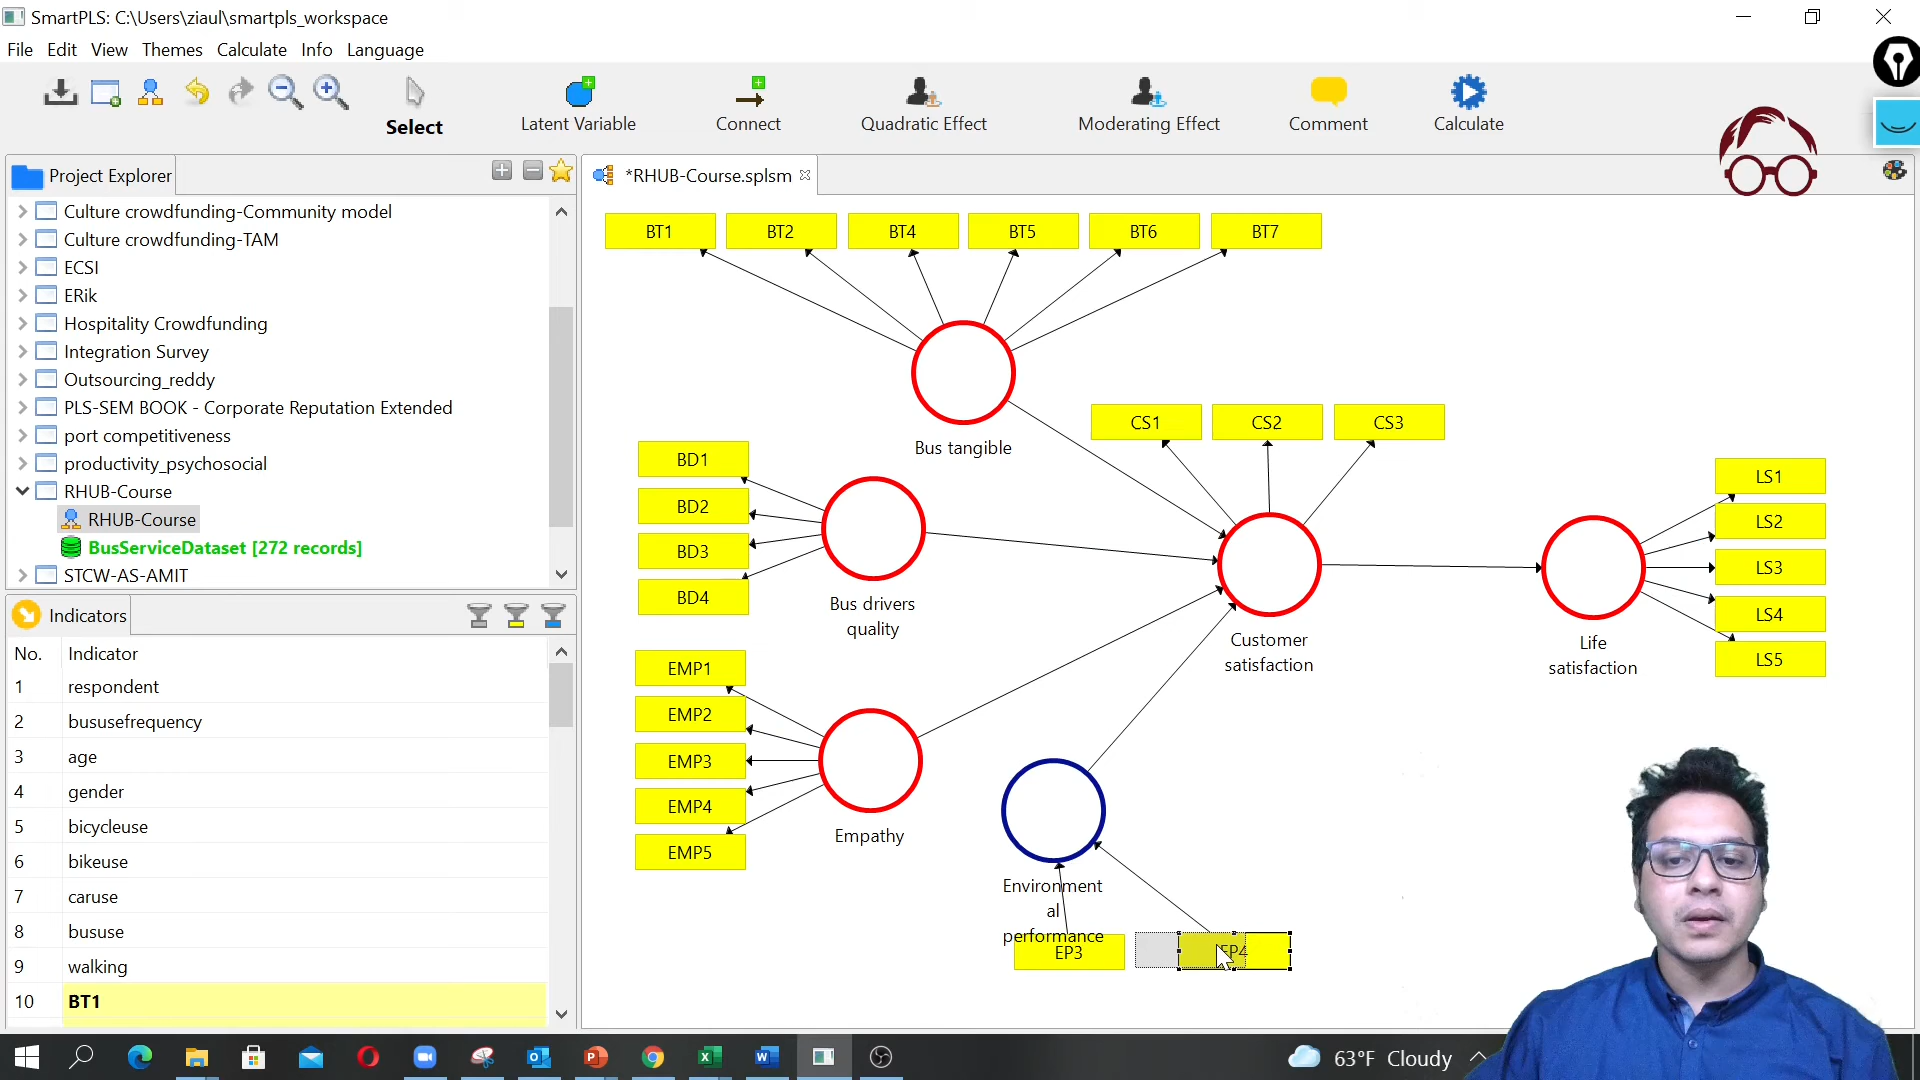 SmartPLS: C:\Users\ziaul\smartpls_workspace
File Edit View Themes Calculate Info Language
Select
Latent Variable
Connect
Quadratic Effect
Moderating Effect
Comment
Calculate
Project Explorer
*RHUB-Course.splsm
Culture crowdfunding-Community model
Culture crowdfunding-TAM
ECSI
ERik
Hospitality Crowdfunding
Integration Survey
Outsourcing_reddy
PLS-SEM BOOK - Corporate Reputation Extended
port competitiveness
productivity_psychosocial
RHUB-Course
RHUB-Course
BusServiceDataset [272 records]
STCW-AS-AMIT
Indicators
No. Indicator
1 respondent
2 bususefrequency
3 age
4 gender
5 bicycleuse
6 bikeuse
7 caruse
8 bususe
9 walking
10 BT1
BT1 BT2 BT4 BT5 BT6 BT7
Bus tangible
CS1 CS2 CS3
BD1
BD2
BD3
BD4
Bus drivers
quality
Customer
satisfaction
LS1
LS2
LS3
LS4
LS5
Life
satisfaction
EMP1
EMP2
EMP3
EMP4
EMP5
Empathy
Environment
al
performance
EP3 EP4
63°F Cloudy